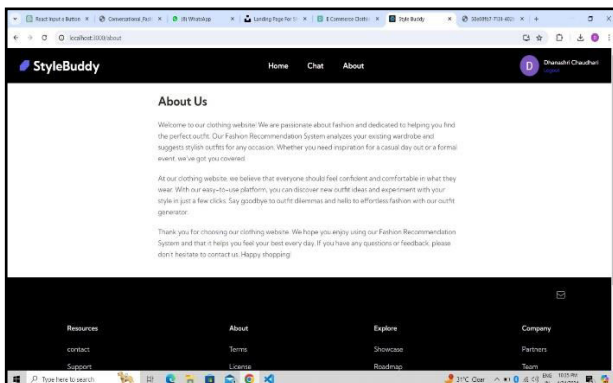 React Input a Button
Conversational_Fash
WhatsApp
Landing Page For St
E Commerce Clothi
Style Buddy
localhost:3000/about
StyleBuddy
Home Chat About
D Dhanashri Chaudhari
Logout
About Us
Welcome to our clothing website! We are passionate about fashion and dedicated to helping you find
the perfect outfit. Our Fashion Recommendation System analyzes your existing wardrobe and
suggests stylish outfits for any occasion. Whether you need inspiration for a casual day out or a formal
event, we've got you covered.
At our clothing website, we believe that everyone should feel confident and comfortable in what they
wear. With our easy-to-use platform, you can discover new outfit ideas and experiment with your
style in just a few clicks. Say goodbye to outfit dilemmas and hello to effortless fashion with our outfit
generator.
Thank you for choosing our clothing website. We hope you enjoy using our Fashion Recommendation
System and that it helps you feel your best every day. If you have any questions or feedback, please
don't hesitate to contact us. Happy shopping!
Resources About Explore Company
contact Terms Showcase Partners
Support License Roadmap Team
Type here to search
31°C Clear
ENG 10:25 PM